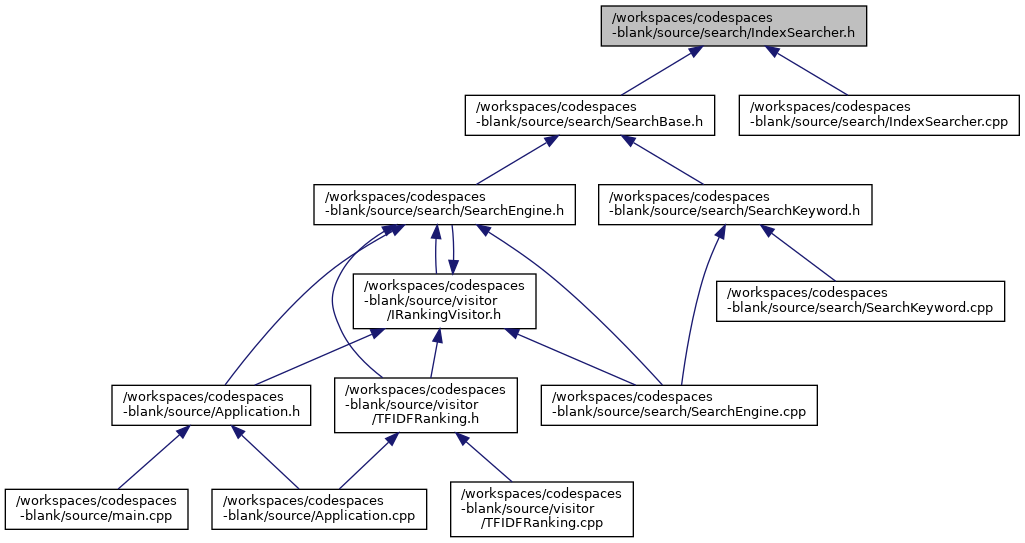 /workspaces/codespaces
-blank/source/search/IndexSearcher.h
/workspaces/codespaces
-blank/source/search/SearchBase.h
/workspaces/codespaces
-blank/source/search/IndexSearcher.cpp
/workspaces/codespaces
-blank/source/search/SearchEngine.h
/workspaces/codespaces
-blank/source/search/SearchKeyword.h
/workspaces/codespaces
-blank/source/visitor
/IRankingVisitor.h
/workspaces/codespaces
-blank/source/search/SearchKeyword.cpp
/workspaces/codespaces
-blank/source/Application.h
/workspaces/codespaces
-blank/source/visitor
/TFIDFRanking.h
/workspaces/codespaces
-blank/source/search/SearchEngine.cpp
/workspaces/codespaces
-blank/source/main.cpp
/workspaces/codespaces
-blank/source/Application.cpp
/workspaces/codespaces
-blank/source/visitor
/TFIDFRanking.cpp